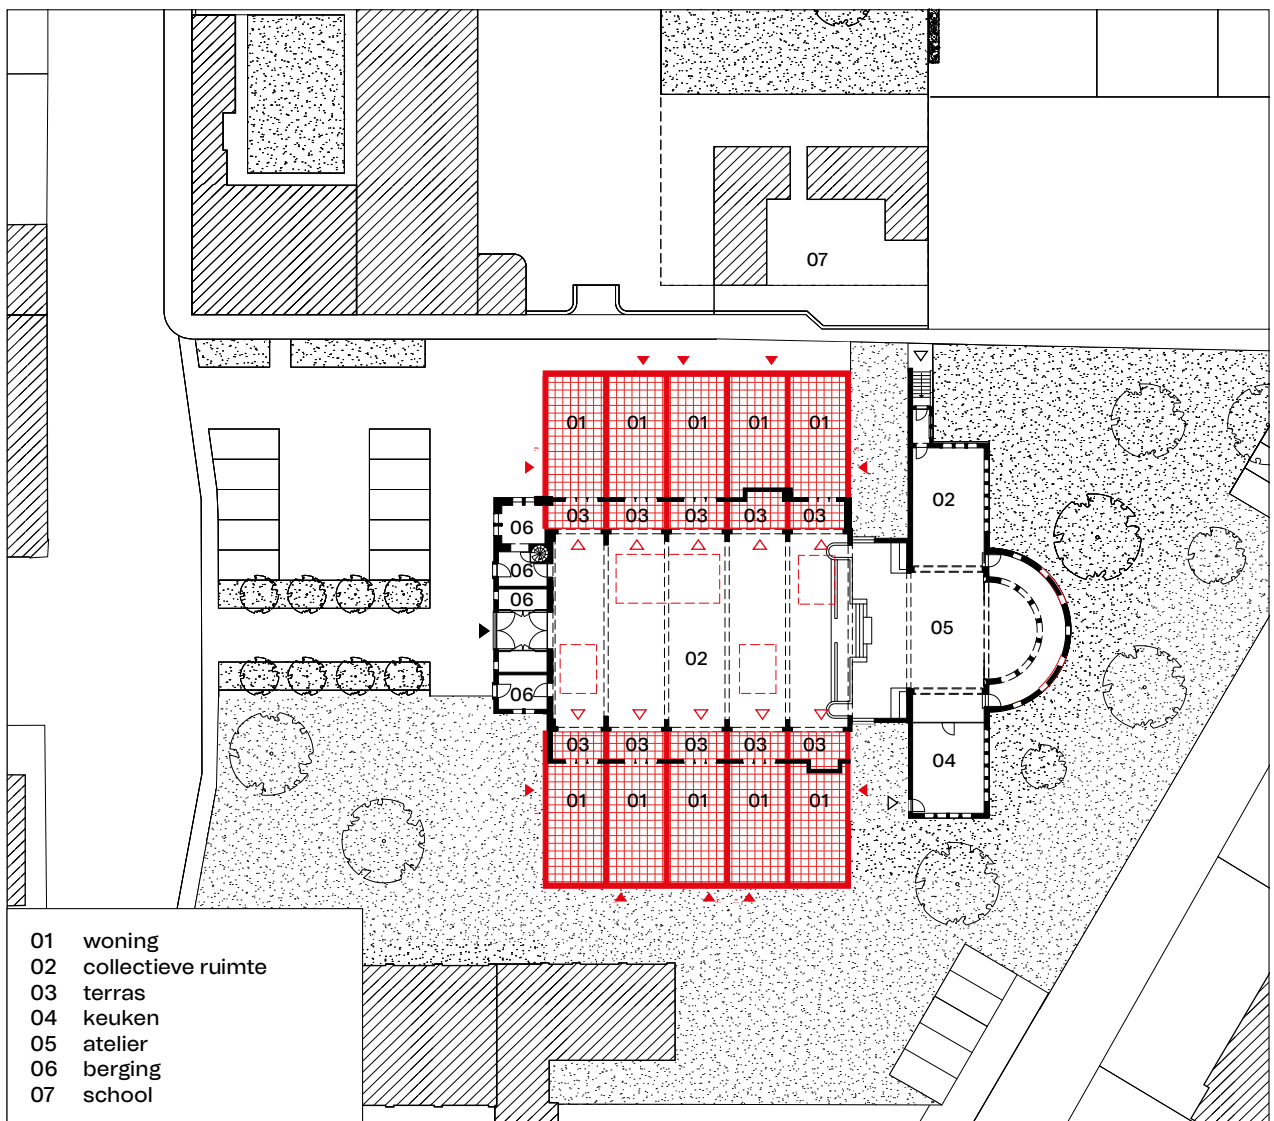 07
01 01 01 01 01
02
03 03 03 03 03
06
06
06
05
02
06
03 03 03 03 03
04
01 01 01 01 01
01 woning
02 collectieve ruimte
03 terras
04 keuken
05 atelier
06 berging
07 school